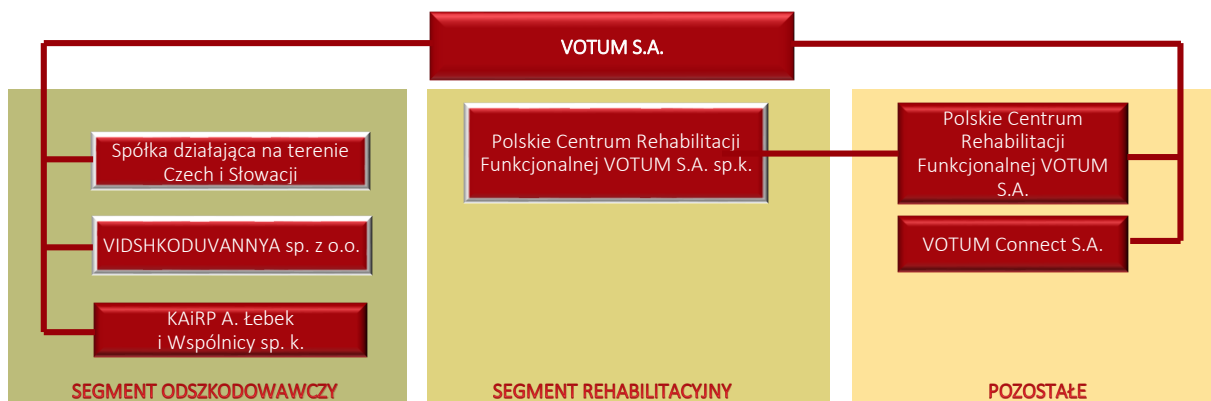 VOTUM S.A.
Spółka działająca na terenie
Czech i Słowacji
VIDSHKODUVANNYA sp. z o.o.
KAiRP A. Łebek
i Wspólnicy sp. k.
SEGMENT ODSZKODOWAWCZY
Polskie Centrum Rehabilitacji
Funkcjonalnej VOTUM S.A. sp.k.
SEGMENT REHABILITACYJNY
Polskie Centrum
Rehabilitacji
Funkcjonalnej VOTUM
S.A.
VOTUM Connect S.A.
POZOSTAŁE